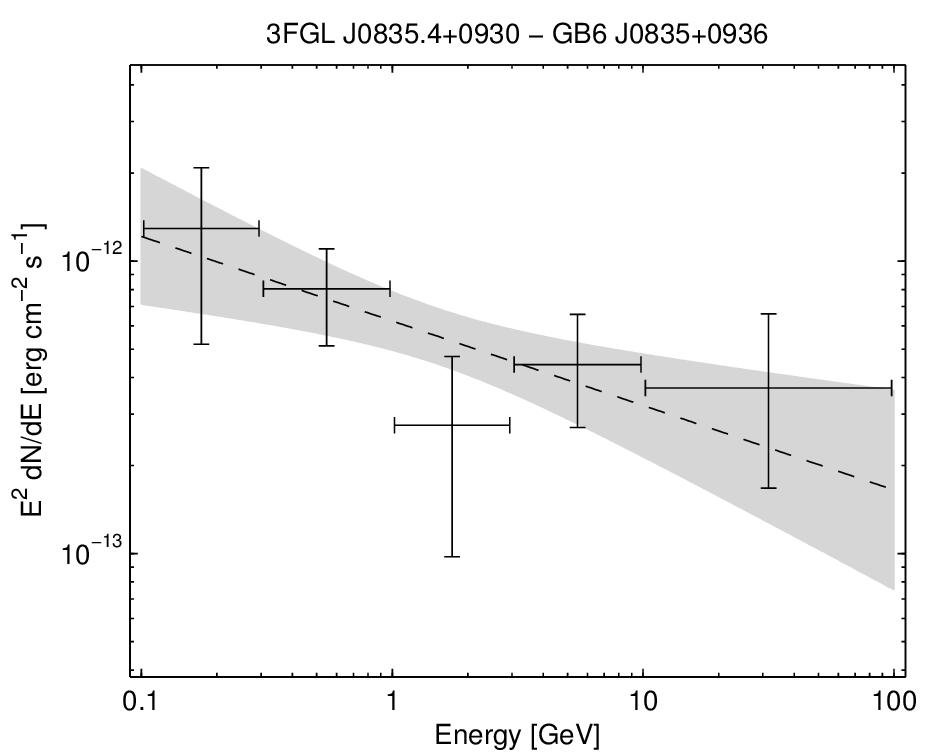 3FGL J0835.4+0930 − GB6 J0835+0936
E² dN/dE [erg cm⁻² s⁻¹]
10⁻¹²
10⁻¹³
0.1 1 10 100
Energy [GeV]